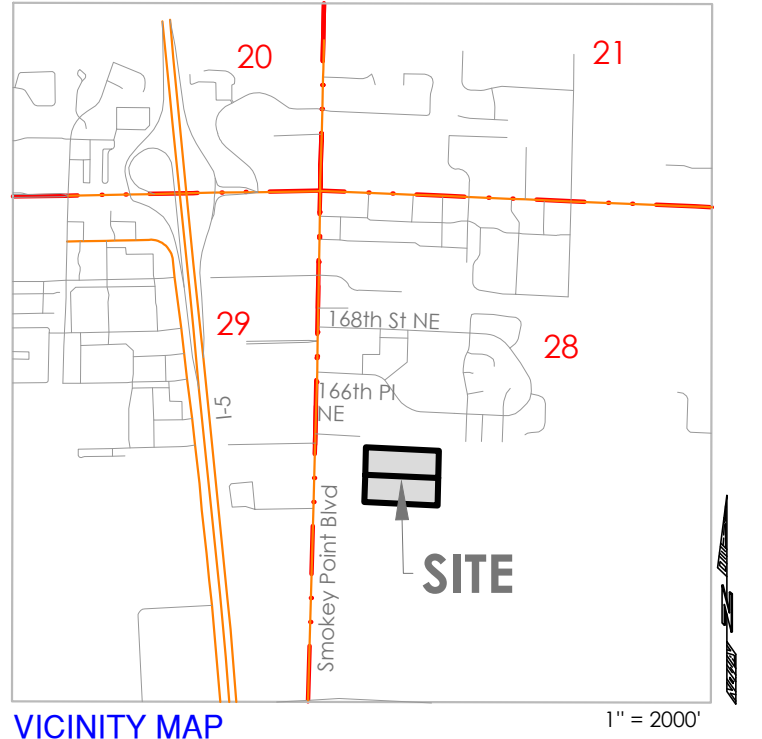 20
21
29
168th St NE
28
166th Pl
NE
I-5
Smokey Point Blvd
SITE
N
VICINITY MAP
1" = 2000'